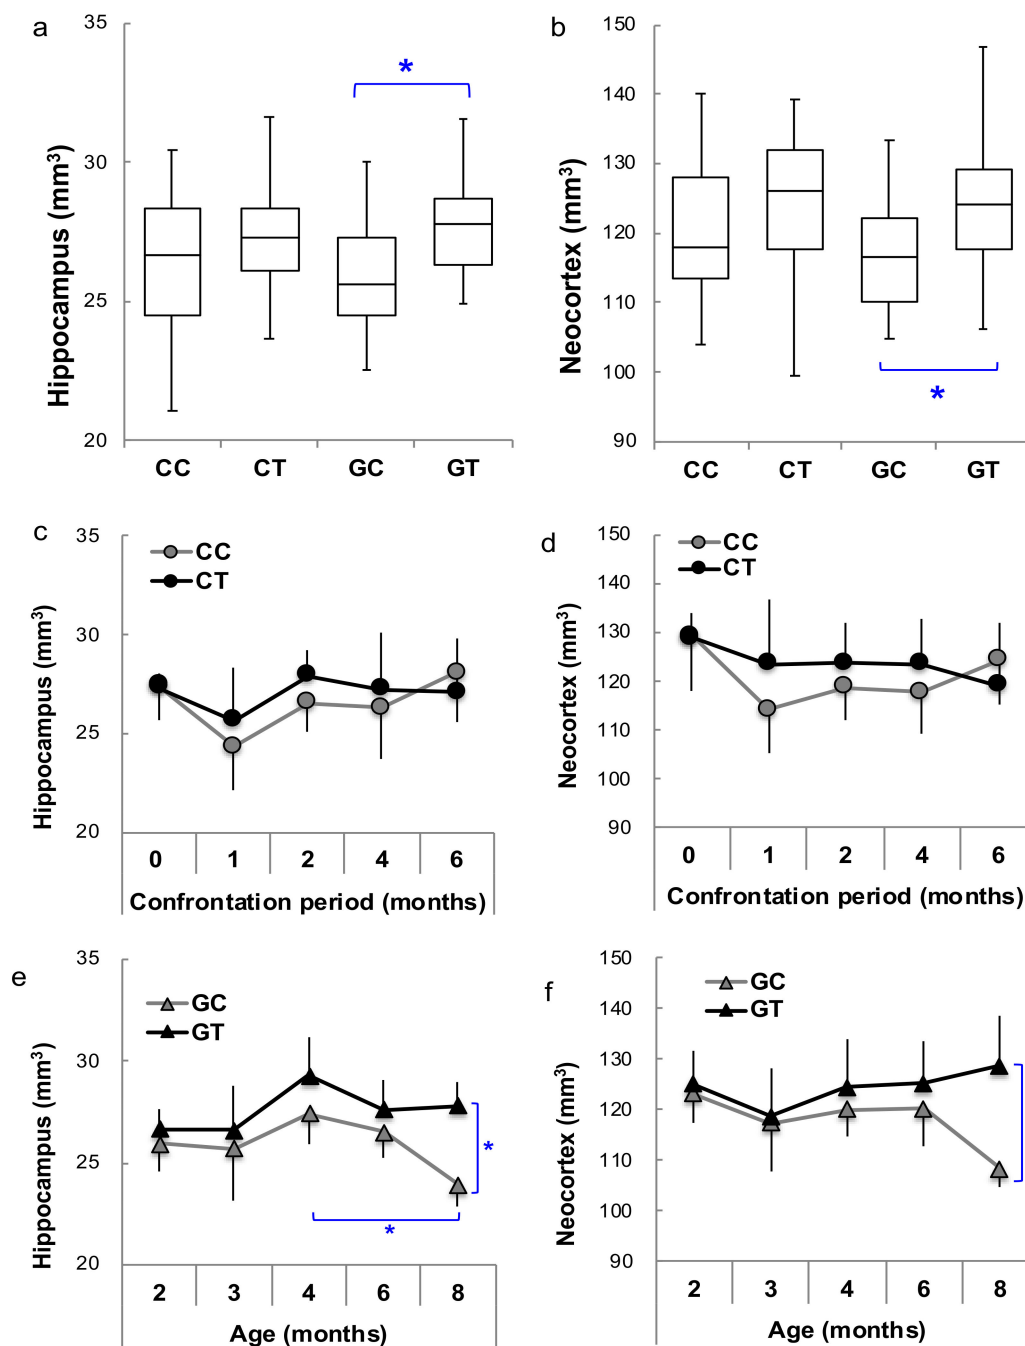 a
35
30
25
20
Hippocampus (mm³)
*
CC CT GC GT
b
150
140
130
120
110
100
90
Neocortex (mm³)
*
CC CT GC GT
c
35
30
25
20
Hippocampus (mm³)
CC
CT
0 1 2 4 6
Confrontation period (months)
d
150
140
130
120
110
100
90
Neocortex (mm³)
CC
CT
0 1 2 4 6
Confrontation period (months)
e
35
30
25
20
Hippocampus (mm³)
GC
GT
*
*
2 3 4 6 8
Age (months)
f
150
140
130
120
110
100
90
Neocortex (mm³)
GC
GT
2 3 4 6 8
Age (months)